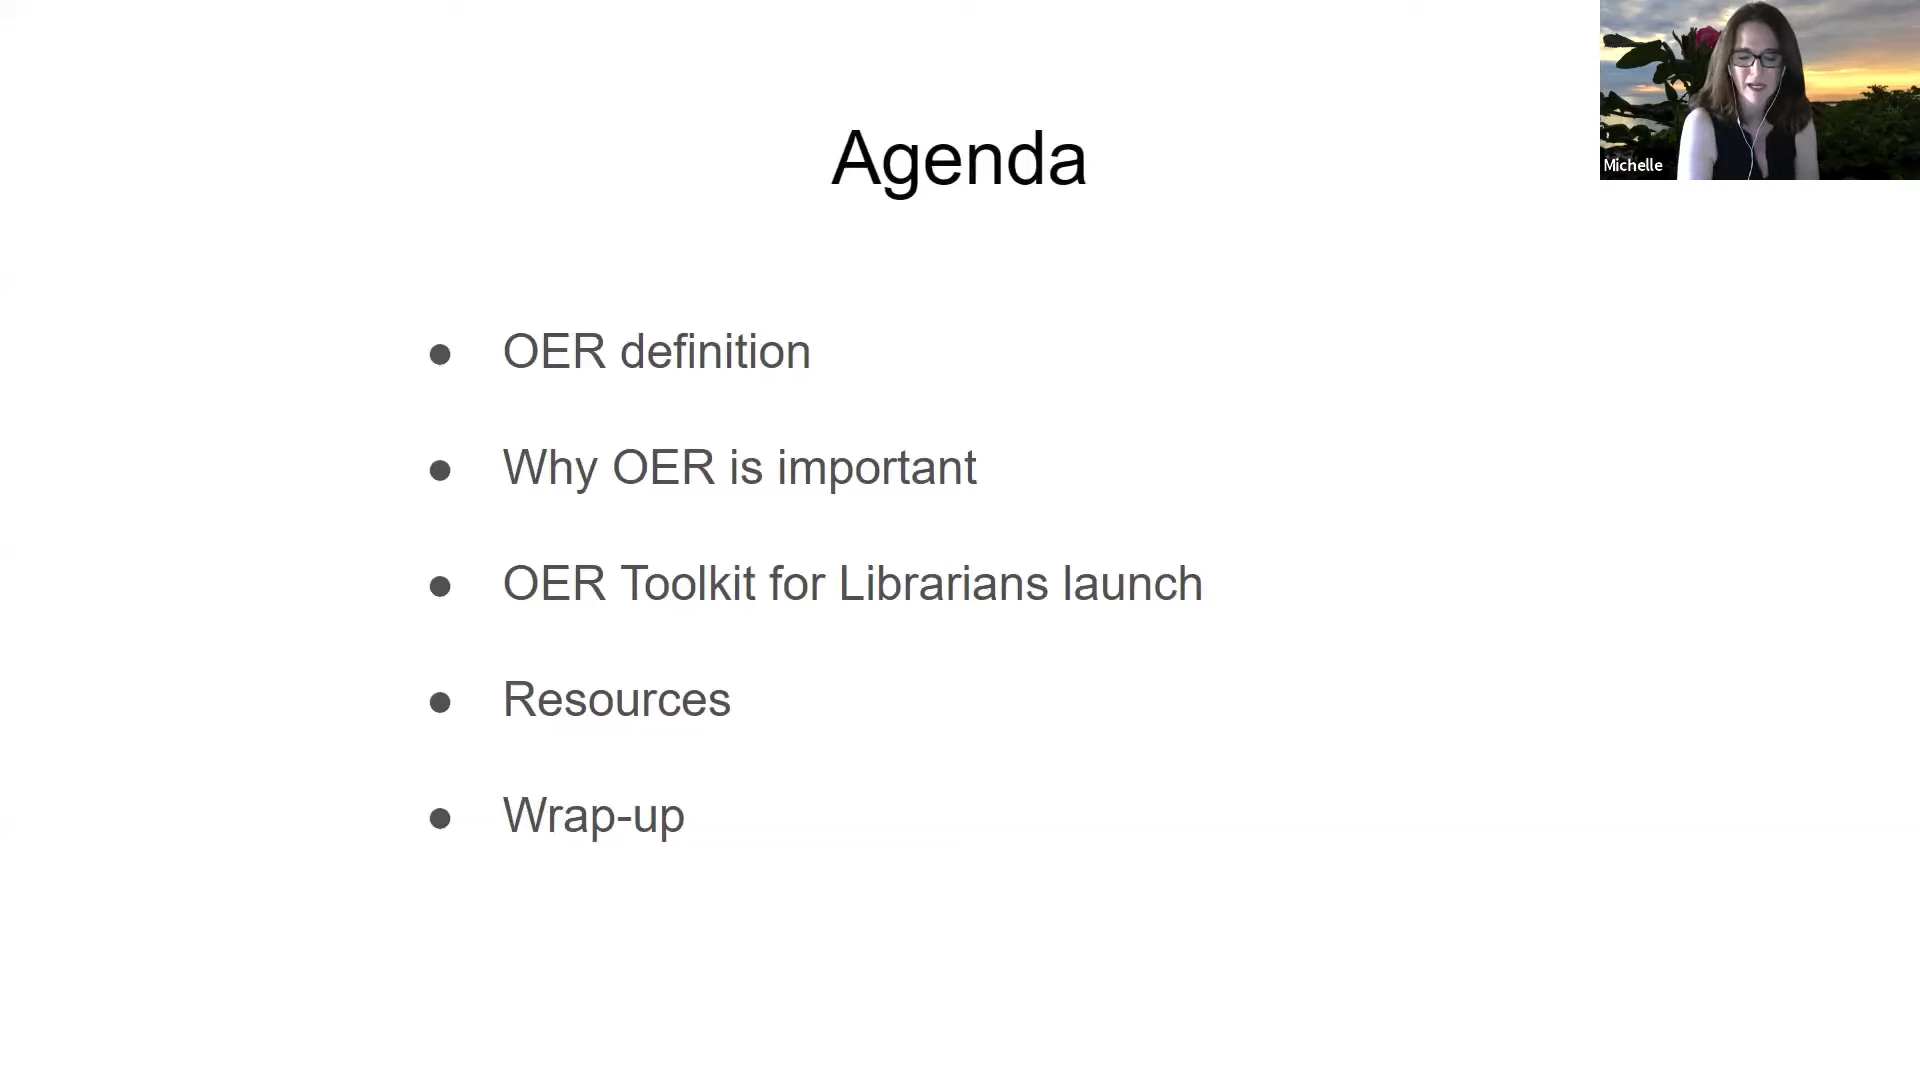 Agenda
Michelle
● OER definition
● Why OER is important
● OER Toolkit for Librarians launch
● Resources
● Wrap-up